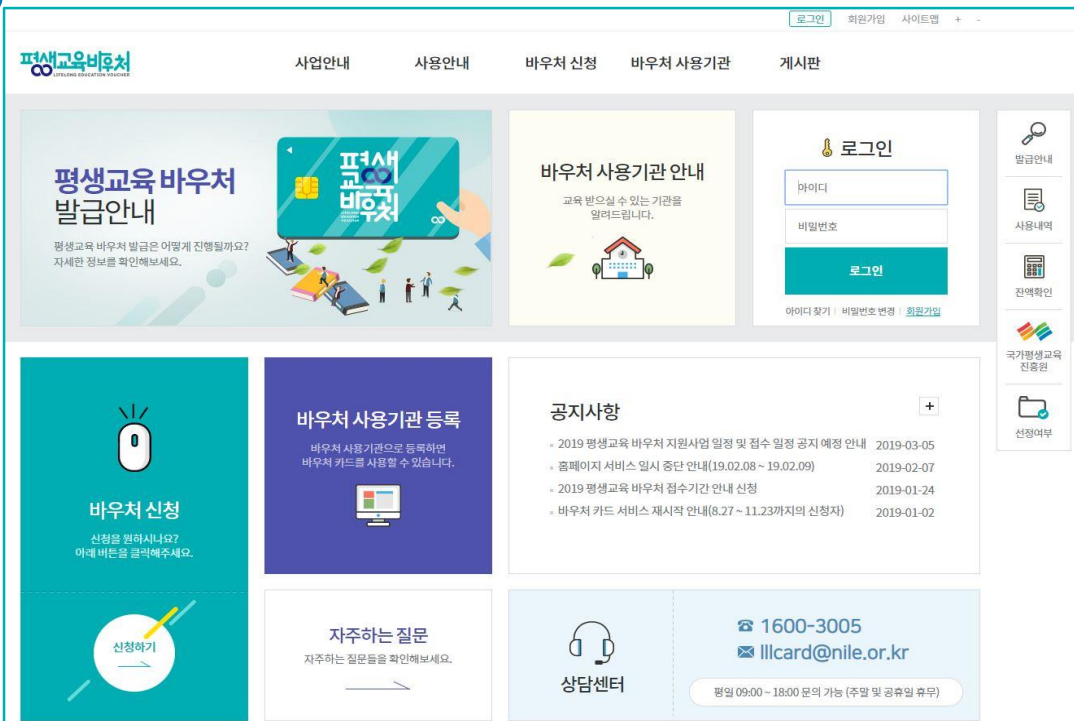 로그인 회원가입 사이트맵 + -
평생교육바우처
LIFELONG EDUCATION VOUCHER
사업안내 사용안내 바우처 신청 바우처 사용기관 게시판
평생교육 바우처
발급안내
평생교육 바우처 발급은 어떻게 진행될까요?
자세한 정보를 확인해보세요.
평생
교육
바우처
바우처 사용기관 안내
교육 받으실 수 있는 기관을
알려드립니다.
로그인
아이디
비밀번호
로그인
아이디 찾기 | 비밀번호 변경 | 회원가입
발급안내
사용내역
잔액확인
국가평생교육
진흥원
선정여부
바우처 신청
신청을 원하시나요?
아래 버튼을 클릭해주세요.
신청하기
바우처 사용기관 등록
바우처 사용기관으로 등록하면
바우처 카드를 사용할 수 있습니다.
자주하는 질문
자주하는 질문들을 확인해보세요.
공지사항 +
2019 평생교육 바우처 지원사업 일정 및 접수 일정 공지 예정 안내 2019-03-05
홈페이지 서비스 일시 중단 안내(19.02.08 ~ 19.02.09) 2019-02-07
2019 평생교육 바우처 접수기간 안내 신청 2019-01-24
바우처 카드 서비스 재시작 안내(8.27 ~ 11.23까지의 신청자) 2019-01-02
상담센터
1600-3005
lllcard@nile.or.kr
평일 09:00 ~ 18:00 문의 가능 (주말 및 공휴일 휴무)